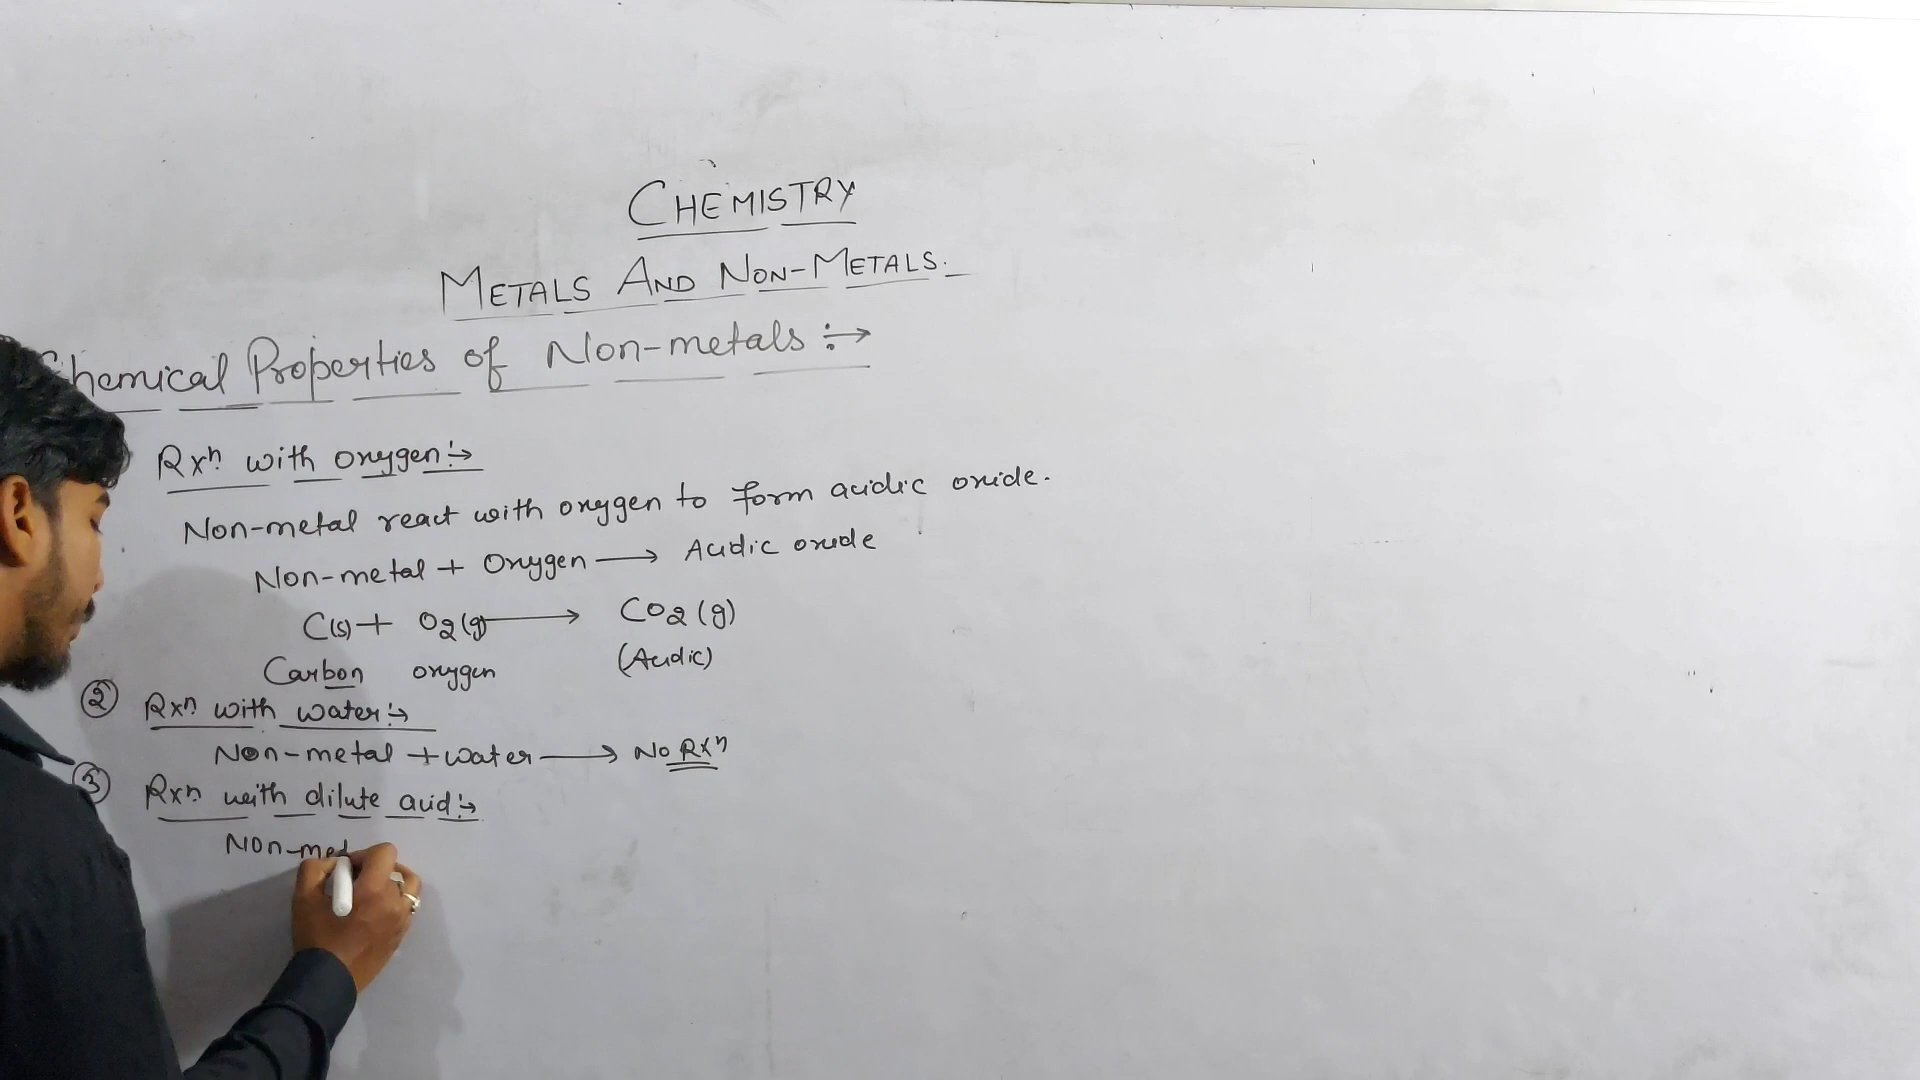 CHEMISTRY
METALS AND NON-METALS.
Chemical Properties of Non-metals :→
Rxn with oxygen :→
Non-metal react with oxygen to form acidic oxide.
Non-metal + Oxygen → Acidic oxide
C(s) + O2(g) → CO2(g)
Carbon oxygen (Acidic)
② Rxn with water :→
Non-metal + water → No Rxn
③ Rxn with dilute acid :→
Non-met